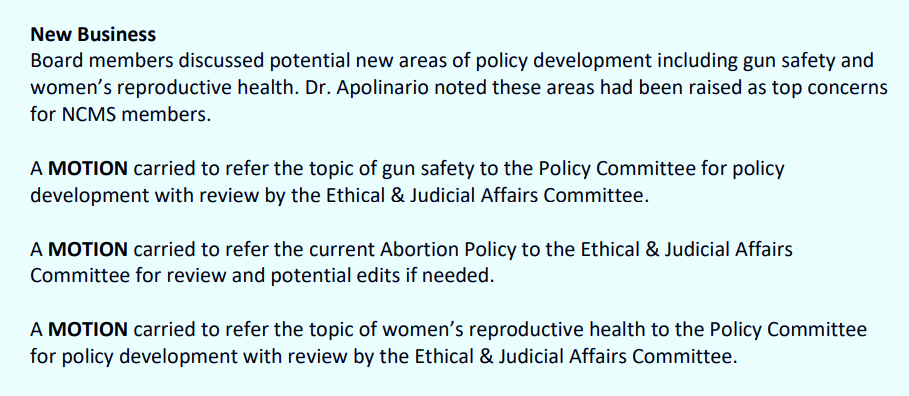 New Business
Board members discussed potential new areas of policy development including gun safety and
women’s reproductive health. Dr. Apolinario noted these areas had been raised as top concerns
for NCMS members.
A MOTION carried to refer the topic of gun safety to the Policy Committee for policy
development with review by the Ethical & Judicial Affairs Committee.
A MOTION carried to refer the current Abortion Policy to the Ethical & Judicial Affairs
Committee for review and potential edits if needed.
A MOTION carried to refer the topic of women’s reproductive health to the Policy Committee
for policy development with review by the Ethical & Judicial Affairs Committee.